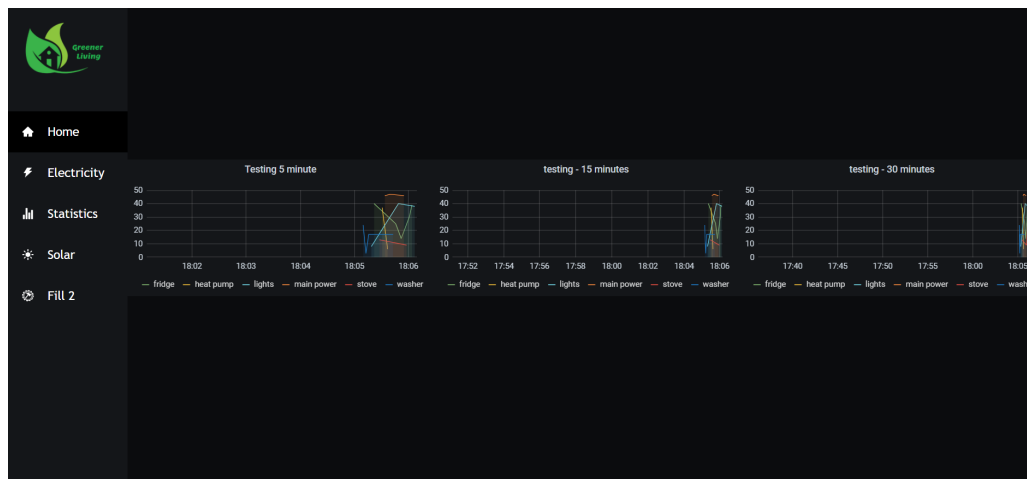 Greener
Living
Home
Electricity
Statistics
Solar
Fill 2
Testing 5 minute
50
40
30
20
10
0
18:02 18:03 18:04 18:05 18:06
fridge heat pump lights main power stove washer
testing - 15 minutes
50
40
30
20
10
0
17:52 17:54 17:56 17:58 18:00 18:02 18:04 18:06
fridge heat pump lights main power stove washer
testing - 30 minutes
50
40
30
20
10
0
17:40 17:45 17:50 17:55 18:00 18:05
fridge heat pump lights main power stove wash